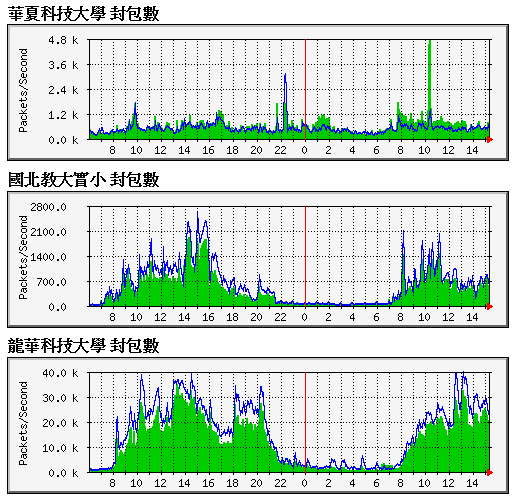 華夏科技大學 封包數
Packets/Second
4.8 k
3.6 k
2.4 k
1.2 k
0.0 k
8 10 12 14 16 18 20 22 0 2 4 6 8 10 12 14
國北教大實小 封包數
Packets/Second
2800.0
2100.0
1400.0
700.0
0.0
8 10 12 14 16 18 20 22 0 2 4 6 8 10 12 14
龍華科技大學 封包數
Packets/Second
40.0 k
30.0 k
20.0 k
10.0 k
0.0 k
8 10 12 14 16 18 20 22 0 2 4 6 8 10 12 14